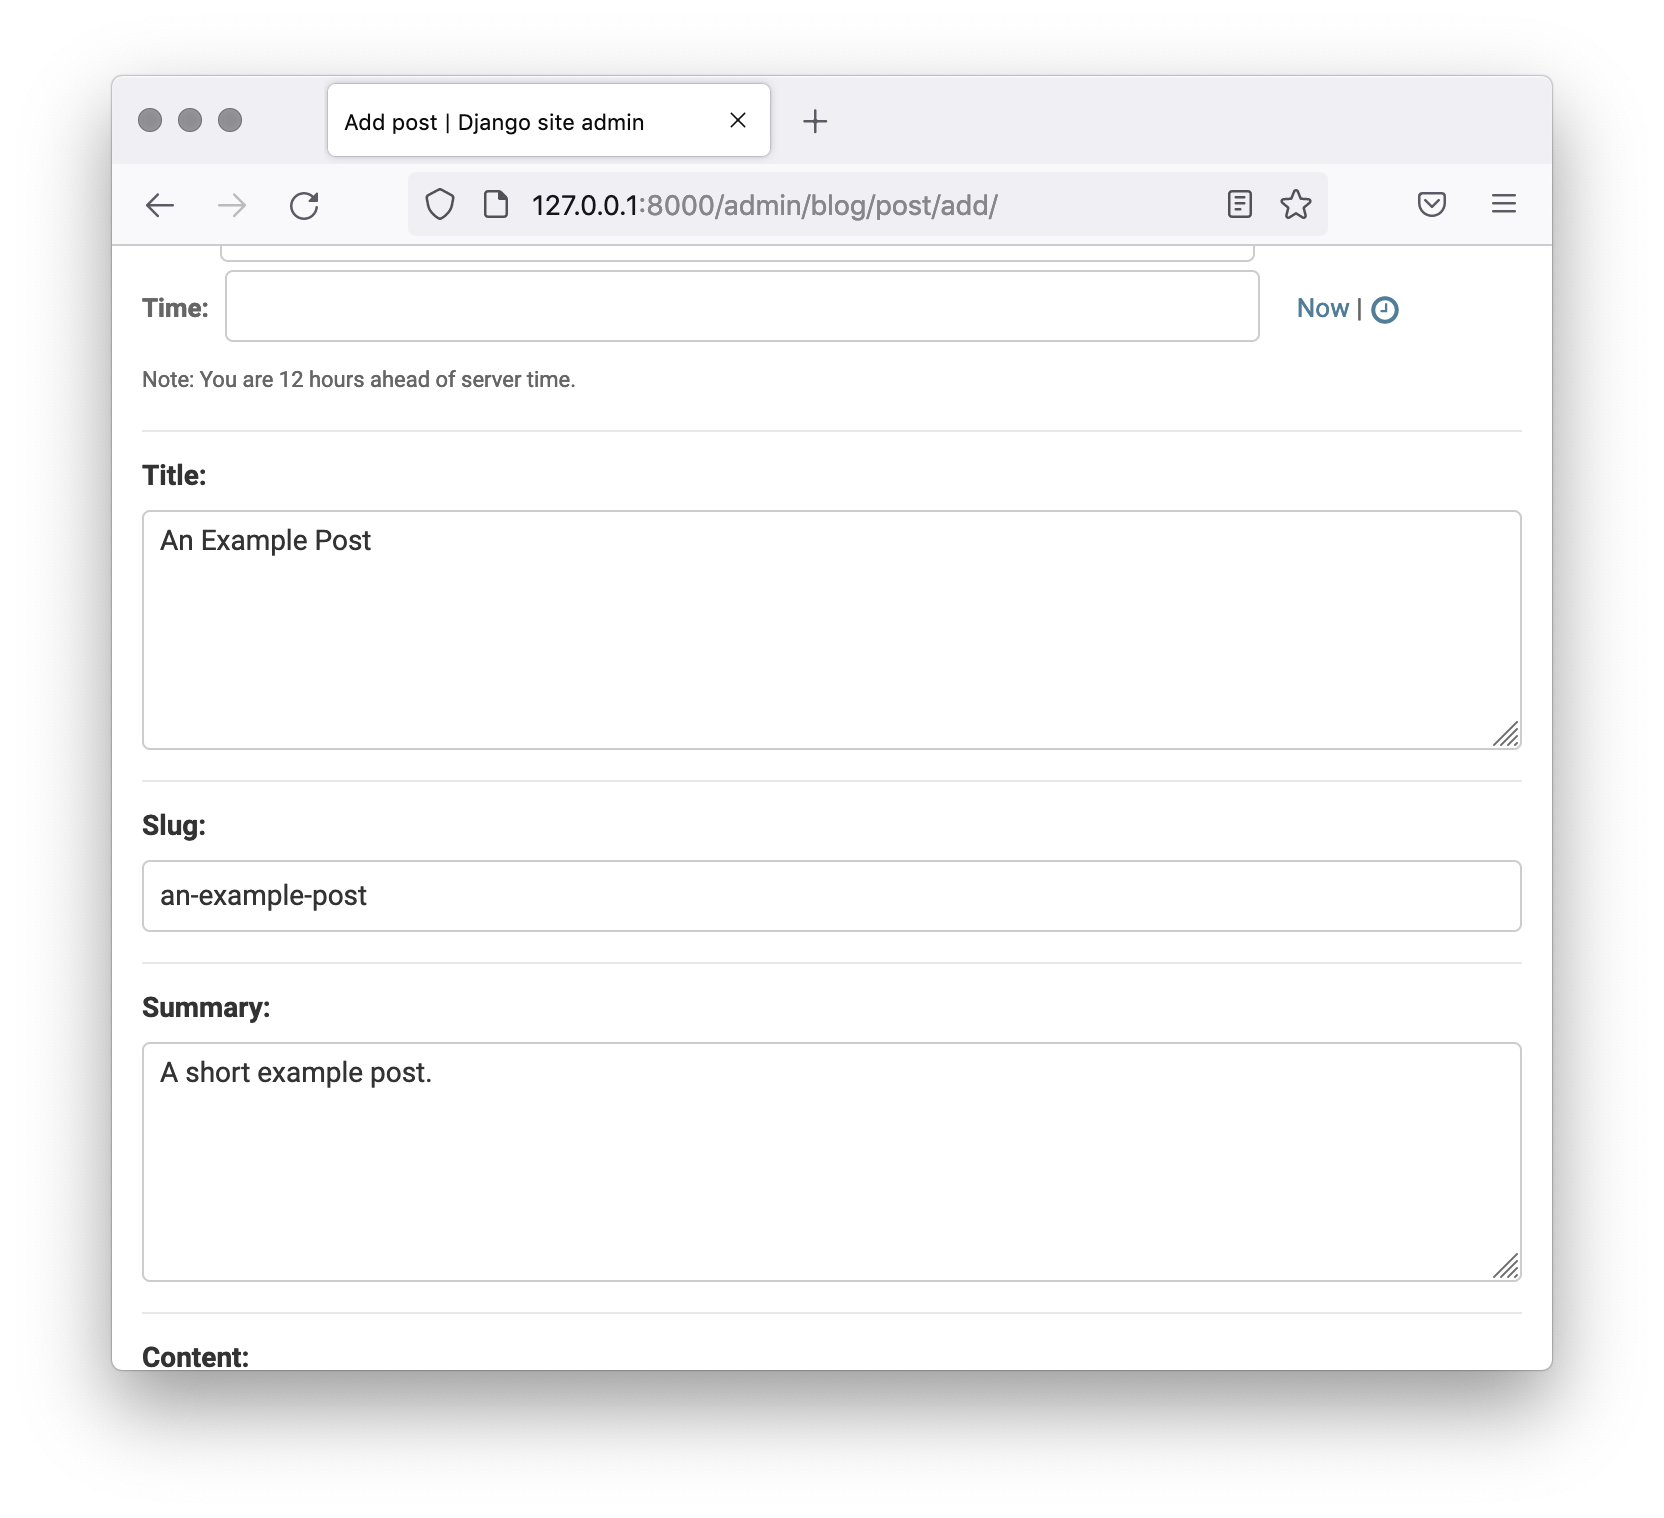 Add post | Django site admin
127.0.0.1:8000/admin/blog/post/add/
Time:
Now |
Note: You are 12 hours ahead of server time.
Title:
An Example Post
Slug:
an-example-post
Summary:
A short example post.
Content: